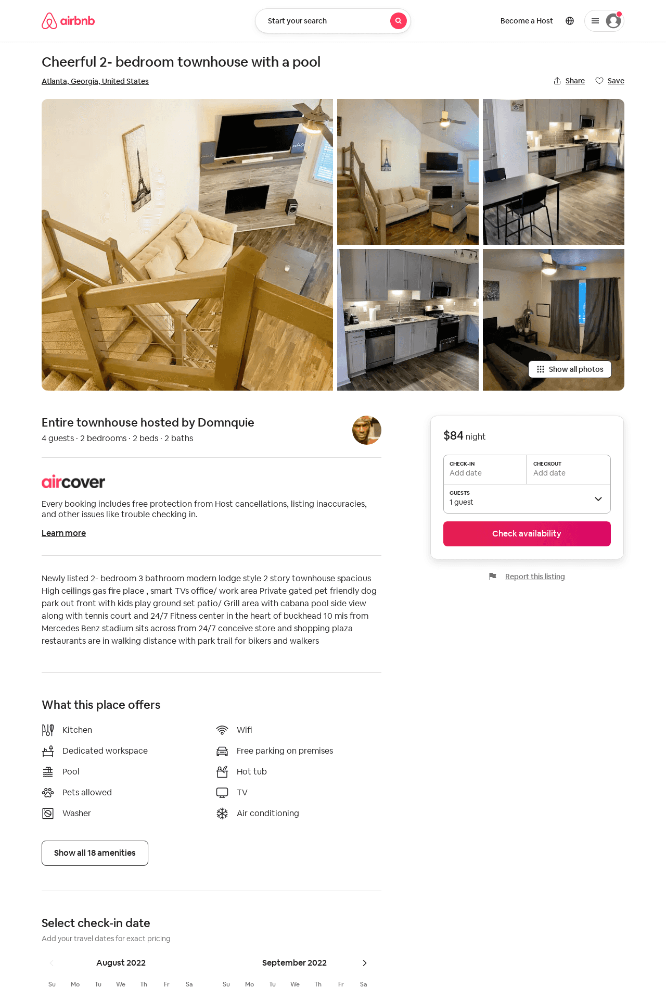 airbnb
Start your search
Become a Host
Cheerful 2- bedroom townhouse with a pool
Atlanta, Georgia, United States
Share
Save
Show all photos
Entire townhouse hosted by Domnquie
4 guests · 2 bedrooms · 2 beds · 2 baths
aircover
Every booking includes free protection from Host cancellations, listing inaccuracies,
and other issues like trouble checking in.
Learn more
$84 night
CHECK-IN
Add date
CHECKOUT
Add date
GUESTS
1 guest
Check availability
Report this listing
Newly listed 2- bedroom 3 bathroom modern lodge style 2 story townhouse spacious
High ceilings gas fire place , smart TVs office/ work area Private gated pet friendly dog
park out front with kids play ground set patio/ Grill area with cabana pool side view
along with tennis court and 24/7 Fitness center in the heart of buckhead 10 mis from
Mercedes Benz stadium sits across from 24/7 conceive store and shopping plaza
restaurants are in walking distance with park trail for bikers and walkers
What this place offers
Kitchen
Wifi
Dedicated workspace
Free parking on premises
Pool
Hot tub
Pets allowed
TV
Washer
Air conditioning
Show all 18 amenities
Select check-in date
Add your travel dates for exact pricing
August 2022
September 2022
Su Mo Tu We Th Fr Sa
Su Mo Tu We Th Fr Sa